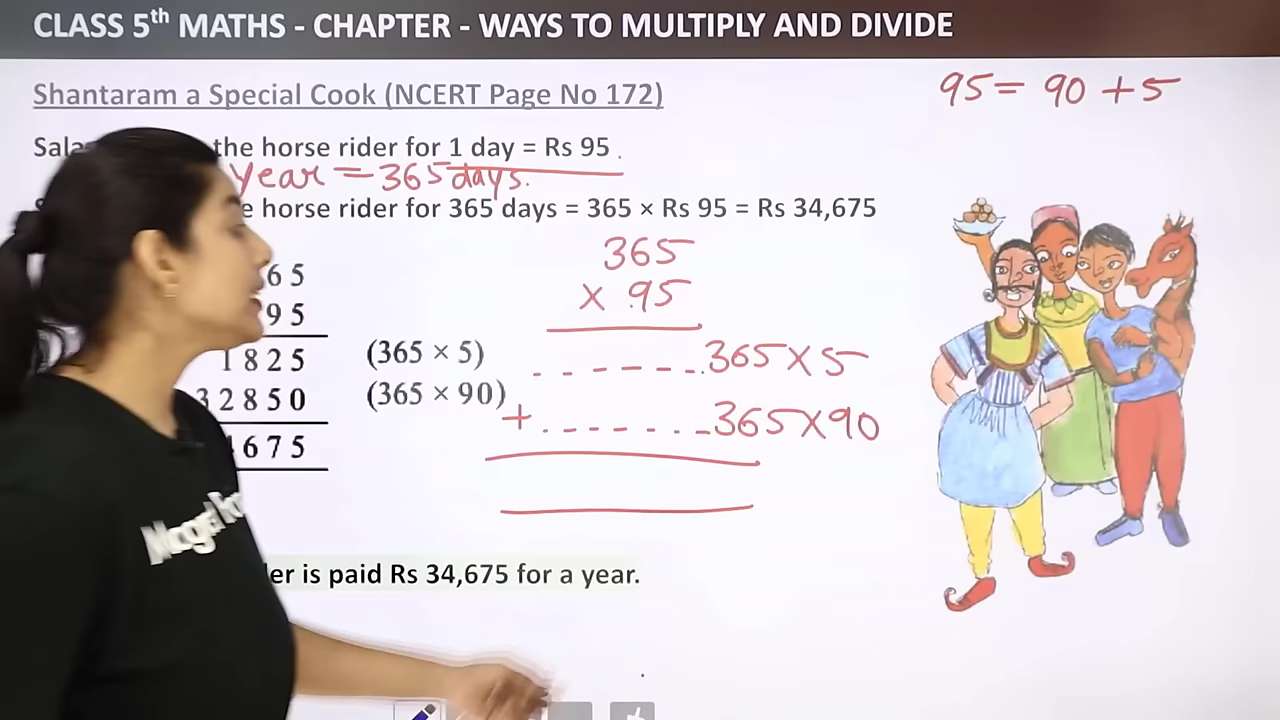 CLASS 5th MATHS - CHAPTER - WAYS TO MULTIPLY AND DIVIDE
95 = 90 + 5
Shantaram a Special Cook (NCERT Page No 172)
the horse rider for 1 day = Rs 95
year = 365 days.
horse rider for 365 days = 365 × Rs 95 = Rs 34,675
365
× 95
65
95
1825 (365 × 5)
32850 (365 × 90)
675
.......365×5
+.......365×90
is paid Rs 34,675 for a year.